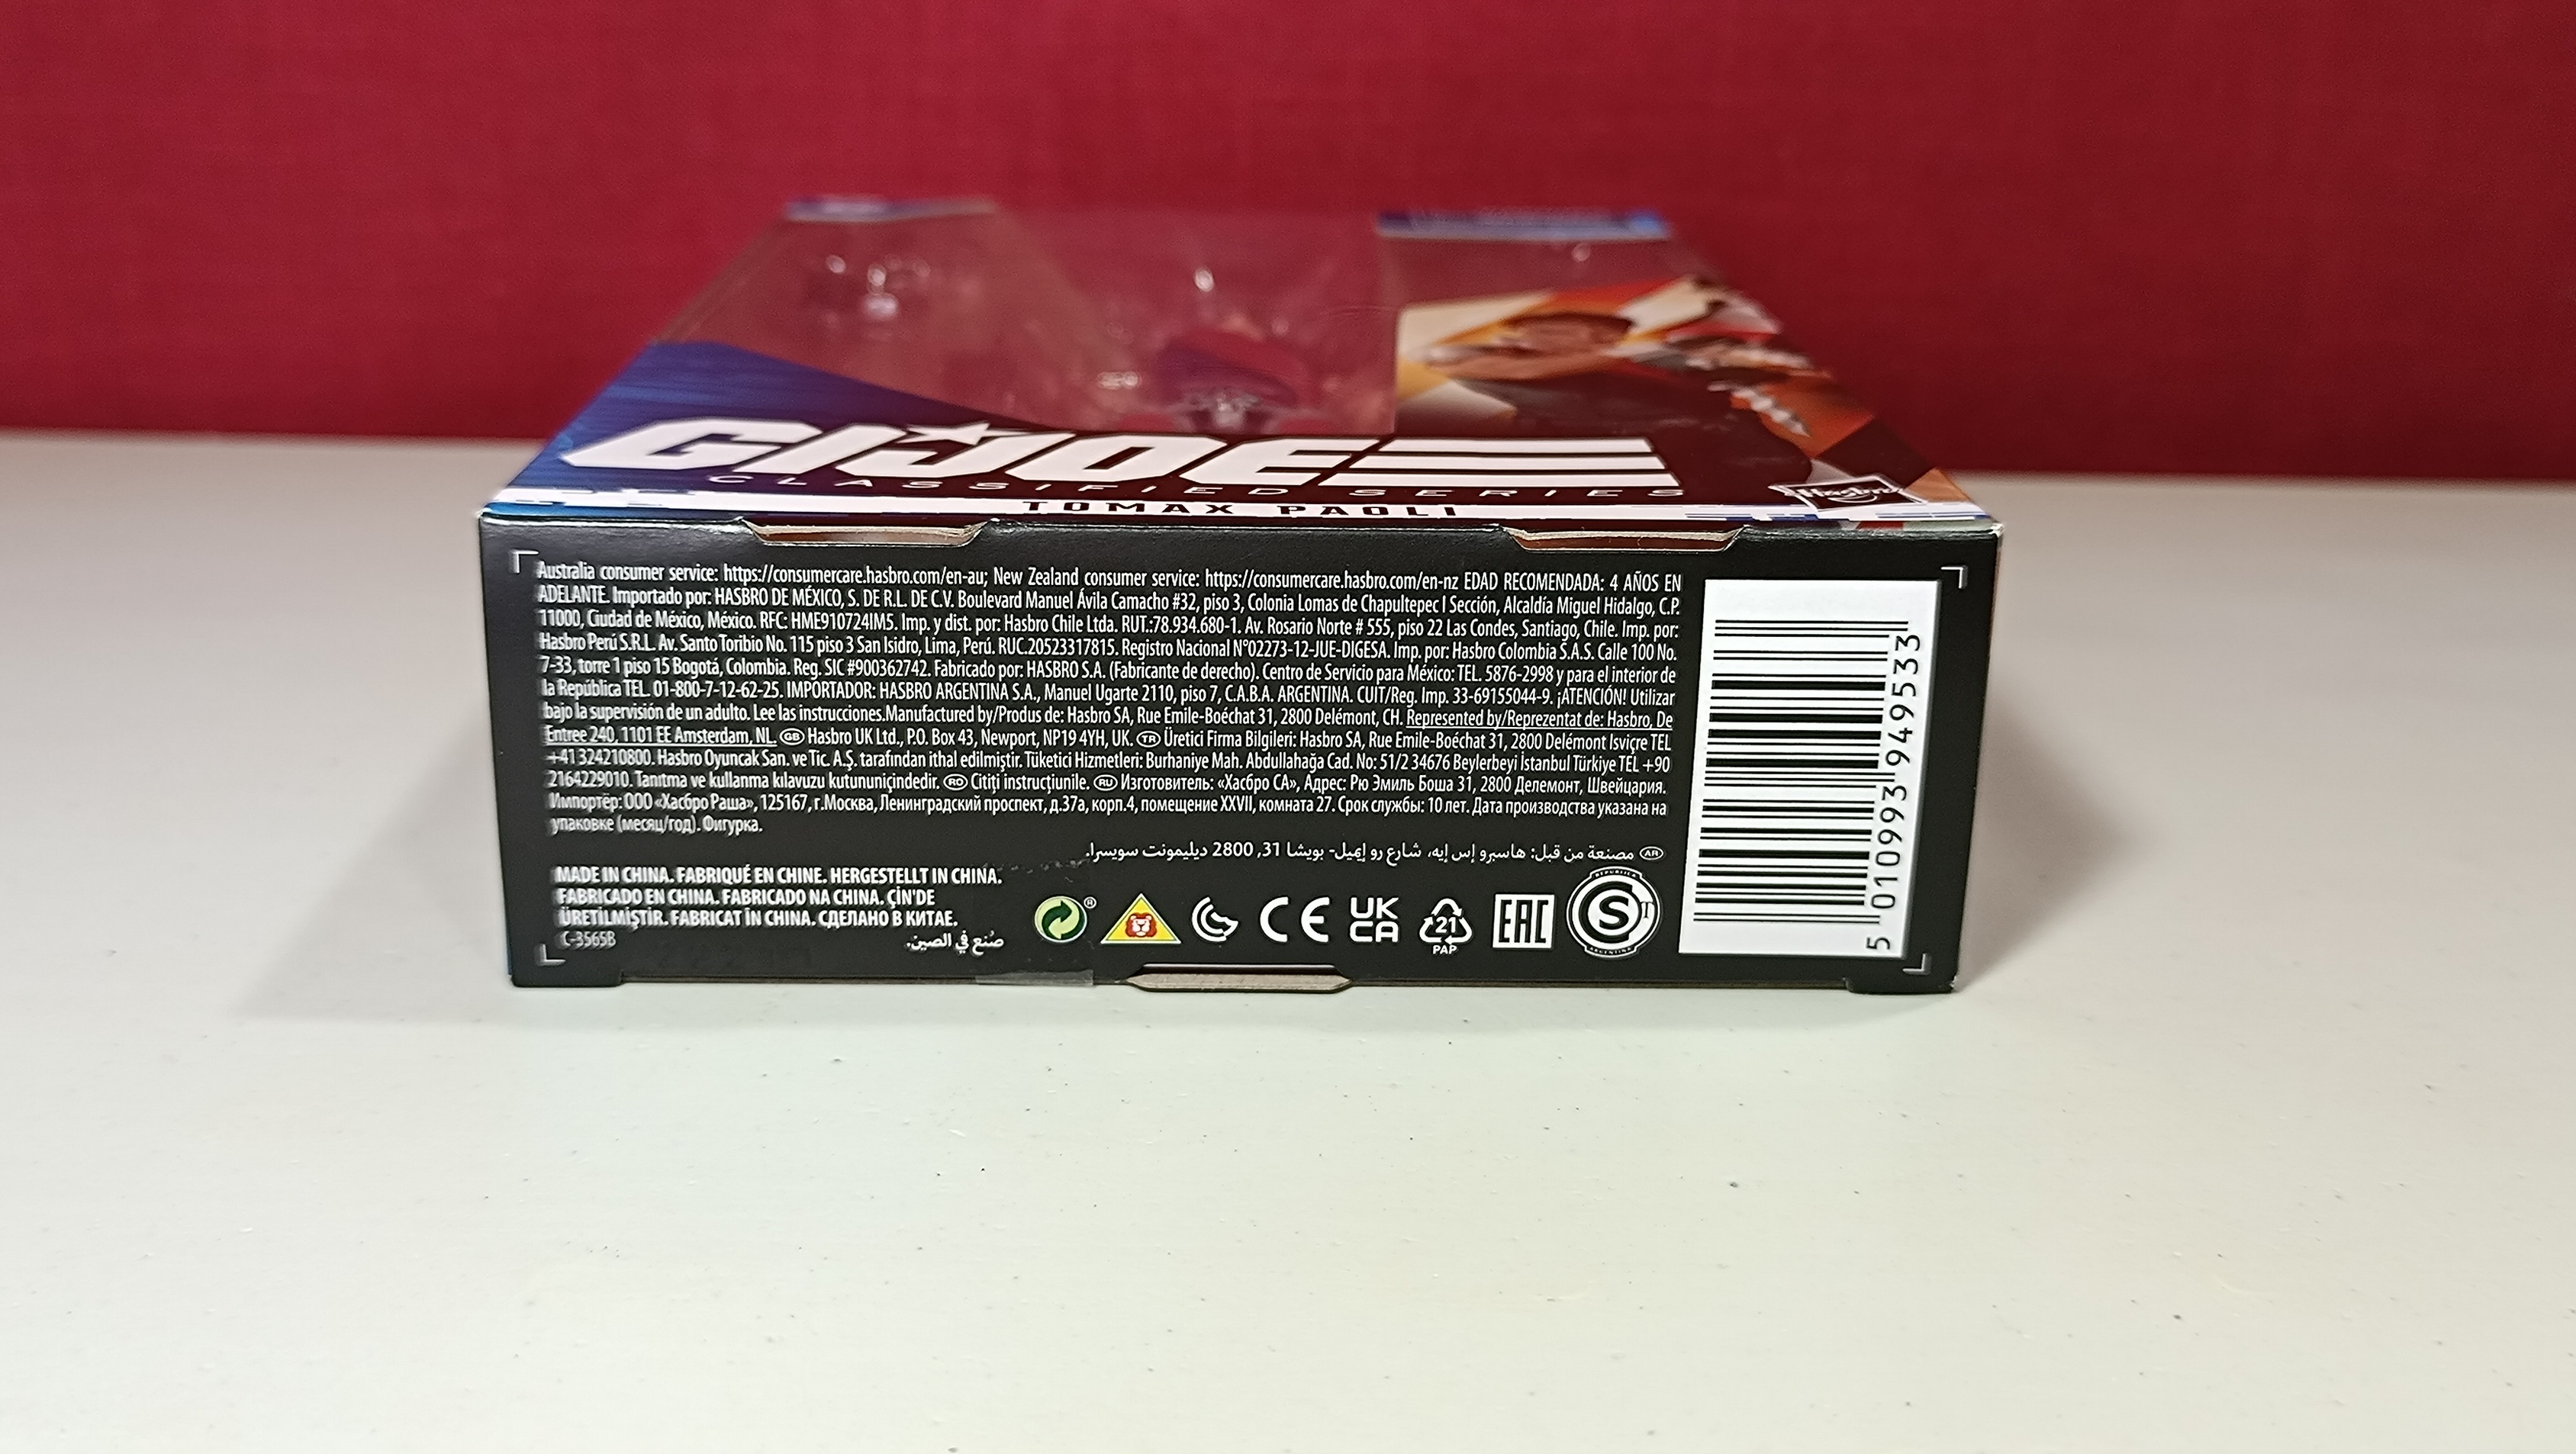 GI JOE
CLASSIFIED SERIES
TOMAX PAOLI
Hasbro
Australia consumer service: https://consumercare.hasbro.com/en-au; New Zealand consumer service: https://consumercare.hasbro.com/en-nz EDAD RECOMENDADA: 4 AÑOS EN
ADELANTE. Importado por: HASBRO DE MÉXICO, S. DE R.L. DE C.V. Boulevard Manuel Ávila Camacho #32, piso 3, Colonia Lomas de Chapultepec I Sección, Alcaldía Miguel Hidalgo, C.P.
11000, Ciudad de México, México. RFC: HME910724IM5. Imp. y dist. por: Hasbro Chile Ltda. RUT.:78.934.680-1. Av. Rosario Norte # 555, piso 22 Las Condes, Santiago, Chile. Imp. por:
Hasbro Perú S.R.L. Av. Santo Toribio No. 115 piso 3 San Isidro, Lima, Perú. RUC.20523317815. Registro Nacional N°02273-12-JUE-DIGESA. Imp. por: Hasbro Colombia S.A.S. Calle 100 No.
7-33, torre 1 piso 15 Bogotá, Colombia. Reg. SIC #900362742. Fabricado por: HASBRO S.A. (Fabricante de derecho). Centro de Servicio para México: TEL. 5876-2998 y para el interior de
la República TEL. 01-800-7-12-62-25. IMPORTADOR: HASBRO ARGENTINA S.A., Manuel Ugarte 2110, piso 7, C.A.B.A. ARGENTINA. CUIT/Reg. Imp. 33-69155044-9. ¡ATENCIÓN! Utilizar
bajo la supervisión de un adulto. Lee las instrucciones.Manufactured by/Produs de: Hasbro SA, Rue Emile-Boéchat 31, 2800 Delémont, CH. Represented by/Reprezentat de: Hasbro, De
Entree 240, 1101 EE Amsterdam, NL. GB Hasbro UK Ltd., P.O. Box 43, Newport, NP19 4YH, UK. TR Üretici Firma Bilgileri: Hasbro SA, Rue Emile-Boéchat 31, 2800 Delémont Isviçre TEL
+41 324210800. Hasbro Oyuncak San. ve Tic. A.Ş. tarafından ithal edilmiştir. Tüketici Hizmetleri: Burhaniye Mah. Abdullahağa Cad. No: 51/2 34676 Beylerbeyi İstanbul Türkiye TEL +90
2164229010. Tanıtma ve kullanma kılavuzu kutununiçindedir. RO Citiți instrucțiunile. RU Изготовитель: «Хасбро СА», Адрес: Рю Эмиль Боша 31, 2800 Делемонт, Швейцария.
Импортёр: ООО «Хасбро Раша», 125167, г.Москва, Ленинградский проспект, д.37а, корп.4, помещение XXVII, комната 27. Срок службы: 10 лет. Дата производства указана на
упаковке (месяц/год). Фигурка.
AR مصنعة من قبل: هاسبرو إس إيه، شارع رو إيميل- بويشا 31, 2800 ديليمونت سويسرا.
MADE IN CHINA. FABRIQUÉ EN CHINE. HERGESTELLT IN CHINA.
FABRICADO EN CHINA. FABRICADO NA CHINA. ÇİN'DE
ÜRETİLMİŞTİR. FABRICAT ÎN CHINA. СДЕЛАНО В КИТАЕ.
C-3565B
صُنع في الصين.
®
CE
UK
CA
21
PAP
EAC
REPUBLICA
S
T
ARGENTINA
5 010993 949533